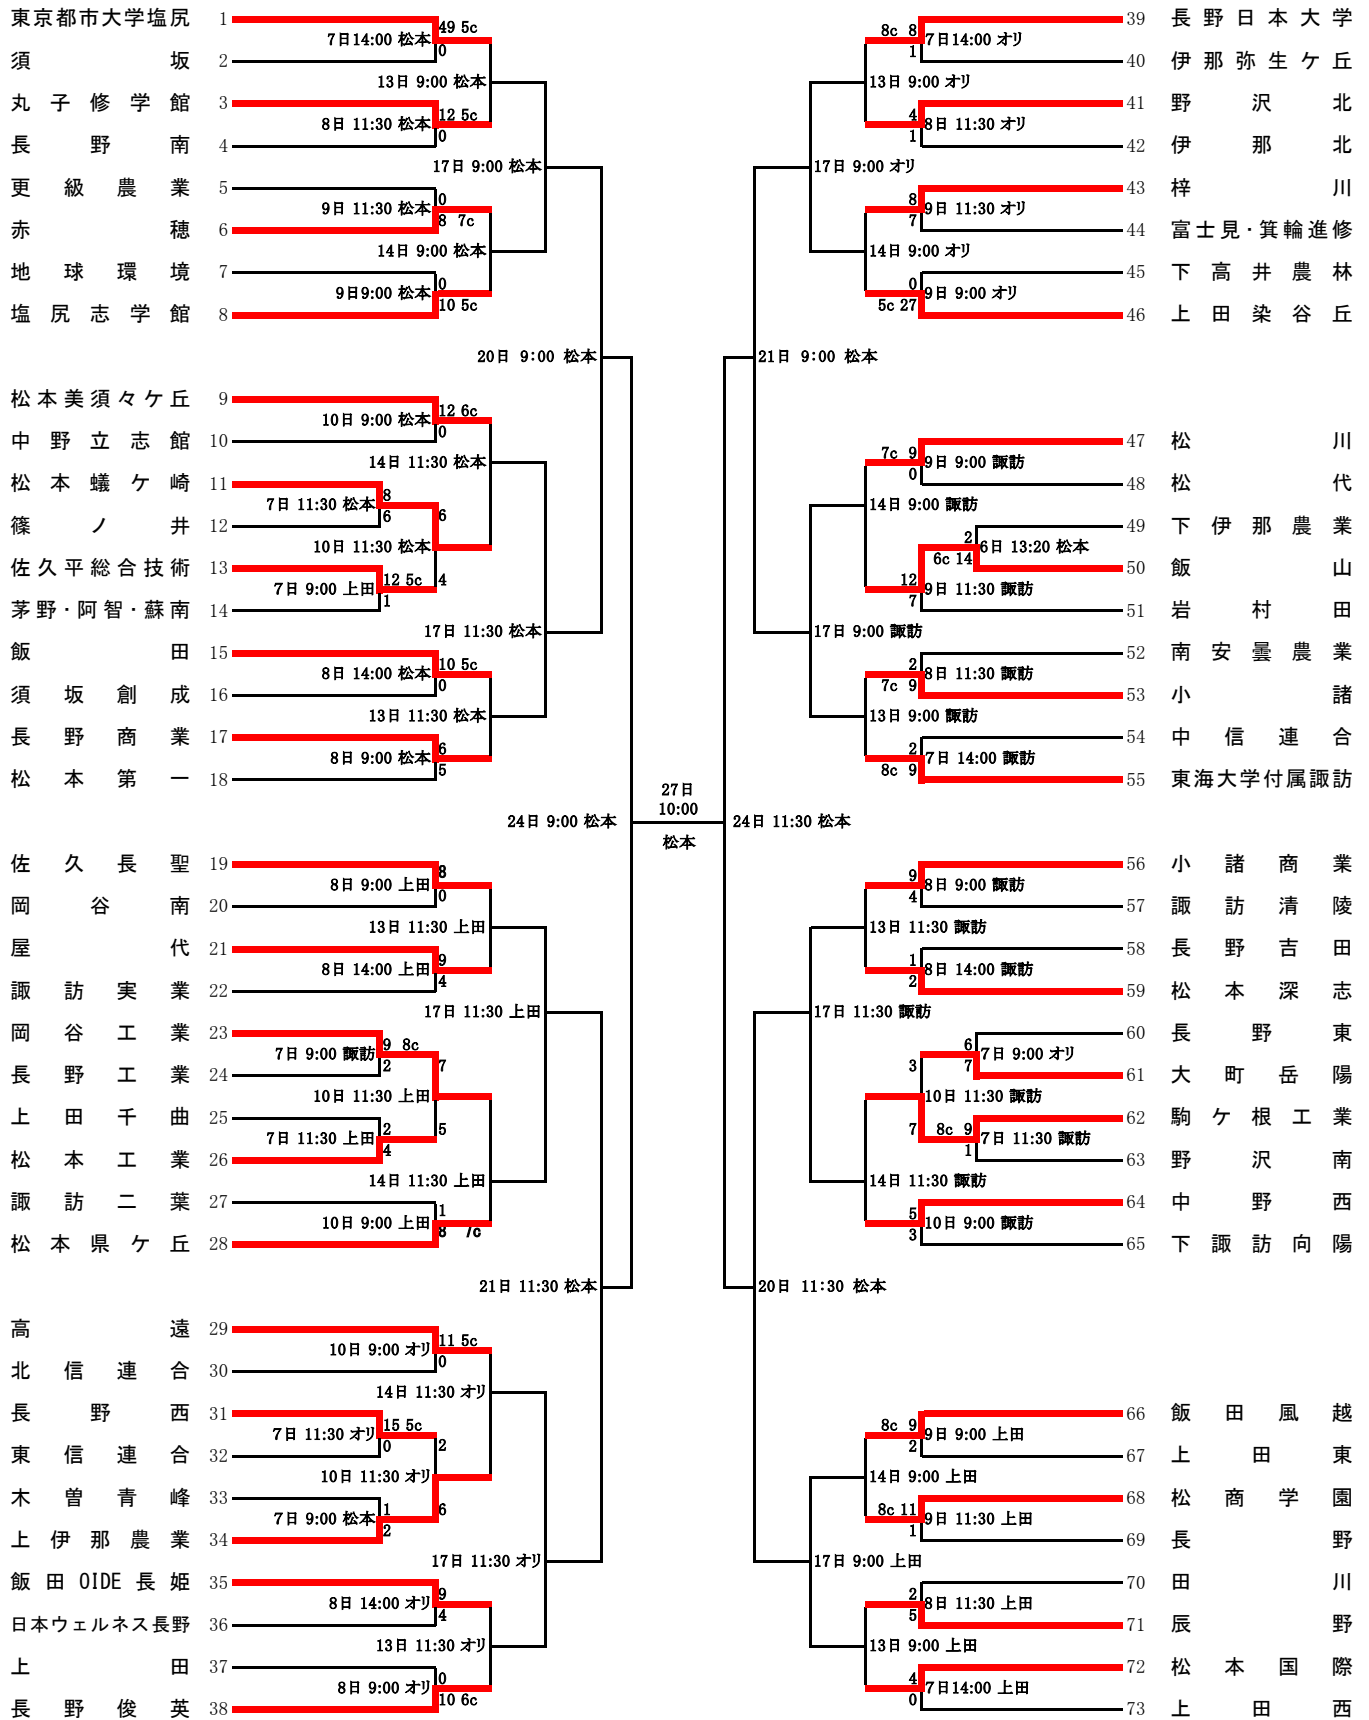 東京都市大学塩尻 1
49 5c
7日14:00 松本
0
須坂 2
13日 9:00 松本
丸子修学館 3
12 5c
8日 11:30 松本
0
長野南 4
17日 9:00 松本
更級農業 5
0
9日 11:30 松本
8 7c
赤穂 6
14日 9:00 松本
地球環境 7
0
9日9:00 松本
10 5c
塩尻志学館 8
20日 9:00 松本
松本美須々ケ丘 9
12 6c
10日 9:00 松本
0
中野立志館 10
14日 11:30 松本
松本蟻ケ崎 11
8
7日 11:30 松本
6
6
篠ノ井 12
10日 11:30 松本
佐久平総合技術 13
12 5c
4
7日 9:00 上田
1
茅野・阿智・蘇南 14
17日 11:30 松本
飯田 15
10 5c
8日 14:00 松本
0
須坂創成 16
13日 11:30 松本
長野商業 17
6
8日 9:00 松本
5
松本第一 18
24日 9:00 松本
佐久長聖 19
8
8日 9:00 上田
0
岡谷南 20
13日 11:30 上田
屋代 21
9
8日 14:00 上田
4
諏訪実業 22
17日 11:30 上田
岡谷工業 23
9 8c
7日 9:00 諏訪
2
7
長野工業 24
10日 11:30 上田
上田千曲 25
2
5
7日 11:30 上田
4
松本工業 26
14日 11:30 上田
諏訪二葉 27
1
10日 9:00 上田
8 7c
松本県ケ丘 28
21日 11:30 松本
高遠 29
11 5c
10日 9:00 オリ
0
北信連合 30
14日 11:30 オリ
長野西 31
15 5c
7日 11:30 オリ
0
2
東信連合 32
10日 11:30 オリ
木曽青峰 33
1
6
7日 9:00 松本
2
上伊那農業 34
17日 11:30 オリ
飯田OIDE長姫 35
9
8日 14:00 オリ
4
日本ウェルネス長野 36
13日 11:30 オリ
上田 37
0
8日 9:00 オリ
10 6c
長野俊英 38
27日
10:00
松本
39 長野日本大学
8c 8
7日14:00 オリ
1
40 伊那弥生ケ丘
13日 9:00 オリ
41 野沢北
4
8日 11:30 オリ
1
42 伊那北
17日 9:00 オリ
43 梓川
8
9日 11:30 オリ
7
44 富士見・箕輪進修
14日 9:00 オリ
45 下高井農林
0
9日 9:00 オリ
5c 27
46 上田染谷丘
21日 9:00 松本
47 松川
7c 9
9日 9:00 諏訪
0
48 松代
14日 9:00 諏訪
49 下伊那農業
2
6日 13:20 松本
6c 14
50 飯山
12
9日 11:30 諏訪
7
51 岩村田
17日 9:00 諏訪
52 南安曇農業
2
8日 11:30 諏訪
7c 9
53 小諸
13日 9:00 諏訪
54 中信連合
2
7日 14:00 諏訪
8c 9
55 東海大学付属諏訪
24日 11:30 松本
56 小諸商業
9
8日 9:00 諏訪
4
57 諏訪清陵
13日 11:30 諏訪
58 長野吉田
1
8日 14:00 諏訪
2
59 松本深志
17日 11:30 諏訪
60 長野東
6
7日 9:00 オリ
3
7
61 大町岳陽
10日 11:30 諏訪
62 駒ケ根工業
7
8c 9
7日 11:30 諏訪
1
63 野沢南
14日 11:30 諏訪
64 中野西
5
10日 9:00 諏訪
3
65 下諏訪向陽
20日 11:30 松本
66 飯田風越
8c 9
9日 9:00 上田
2
67 上田東
14日 9:00 上田
68 松商学園
8c 11
9日 11:30 上田
1
69 長野
17日 9:00 上田
70 田川
2
8日 11:30 上田
5
71 辰野
13日 9:00 上田
72 松本国際
4
7日14:00 上田
0
73 上田西